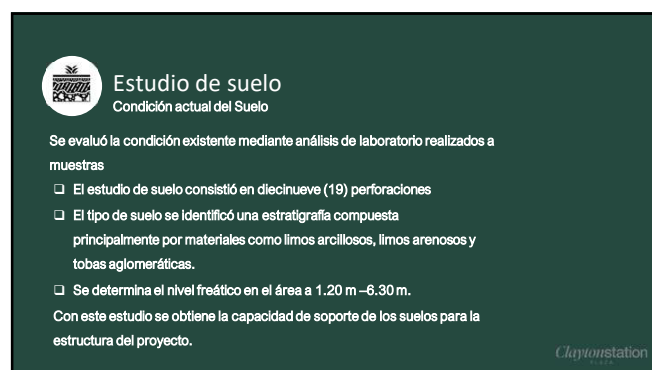 Estudio de suelo
Condición actual del Suelo
Se evaluó la condición existente mediante análisis de laboratorio realizados a
muestras
❑ El estudio de suelo consistió en diecinueve (19) perforaciones
❑ El tipo de suelo se identificó una estratigrafía compuesta
principalmente por materiales como limos arcillosos, limos arenosos y
tobas aglomeráticas.
❑ Se determina el nivel freático en el área a 1.20 m –6.30 m.
Con este estudio se obtiene la capacidad de soporte de los suelos para la
estructura del proyecto.
Claytonstation
PLAZA